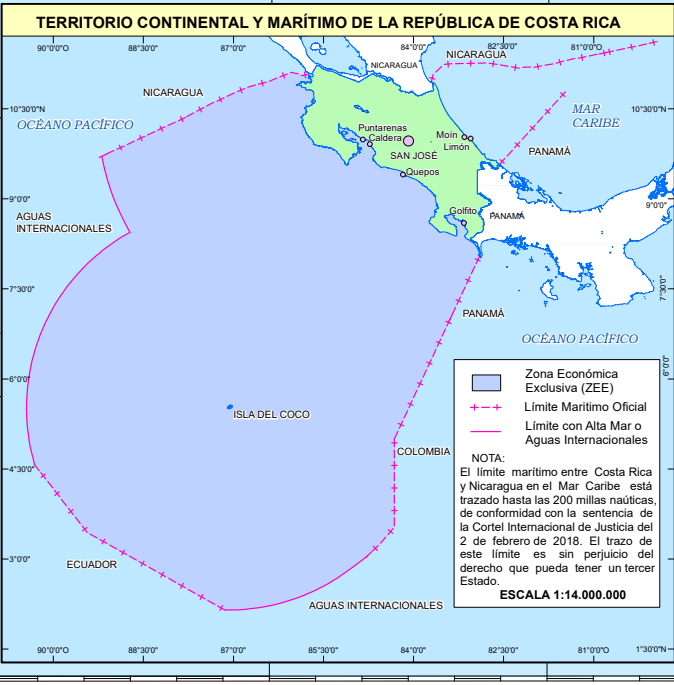 TERRITORIO CONTINENTAL Y MARÍTIMO DE LA REPÚBLICA DE COSTA RICA
90°0'0"O
88°30'0"
87°0'0"
84°0'0"
82°30'0"
81°0'0"
NICARAGUA
NICARAGUA
NICARAGUA
10°30'0"N
10°30'0"N
OCÉANO PACÍFICO
MAR
CARIBE
Puntarenas
Caldera
Moín
Limón
SAN JOSÉ
PANAMÁ
Quepos
9°0'0"
9°0'0"
AGUAS
INTERNACIONALES
Golfito
PANAMÁ
7°30'0"
7°30'0"
PANAMÁ
OCÉANO PACÍFICO
6°0'0"
6°0'0"
ISLA DEL COCO
Zona Económica
Exclusiva (ZEE)
Límite Maritimo Oficial
Límite con Alta Mar o
Aguas Internacionales
COLOMBIA
4°30'0"
NOTA:
El límite marítimo entre Costa Rica
y Nicaragua en el Mar Caribe está
trazado hasta las 200 millas naúticas,
de conformidad con la sentencia de
la Cortel Internacional de Justicia del
2 de febrero de 2018. El trazo de
este límite es sin perjuicio del
derecho que pueda tener un tercer
Estado.
ESCALA 1:14.000.000
3°0'0"
ECUADOR
AGUAS INTERNACIONALES
90°0'0"O
88°30'0"
87°0'0"
85°30'0"
84°0'0"
82°30'0"
81°0'0"
1°30'0"